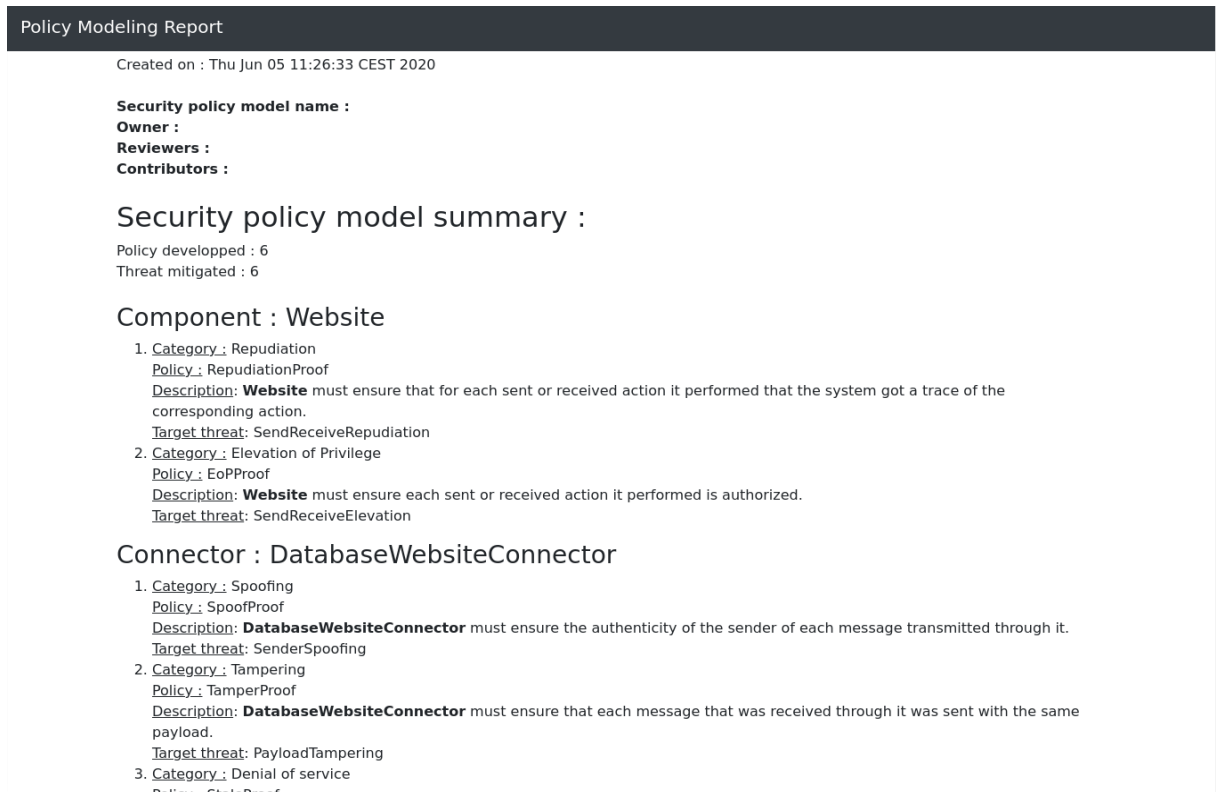 Policy Modeling Report
Created on : Thu Jun 05 11:26:33 CEST 2020
Security policy model name :
Owner :
Reviewers :
Contributors :
Security policy model summary :
Policy developped : 6
Threat mitigated : 6
Component : Website
1. Category : Repudiation
Policy : RepudiationProof
Description: Website must ensure that for each sent or received action it performed that the system got a trace of the
corresponding action.
Target threat: SendReceiveRepudiation
2. Category : Elevation of Privilege
Policy : EoPProof
Description: Website must ensure each sent or received action it performed is authorized.
Target threat: SendReceiveElevation
Connector : DatabaseWebsiteConnector
1. Category : Spoofing
Policy : SpoofProof
Description: DatabaseWebsiteConnector must ensure the authenticity of the sender of each message transmitted through it.
Target threat: SenderSpoofing
2. Category : Tampering
Policy : TamperProof
Description: DatabaseWebsiteConnector must ensure that each message that was received through it was sent with the same
payload.
Target threat: PayloadTampering
3. Category : Denial of service
Policy :